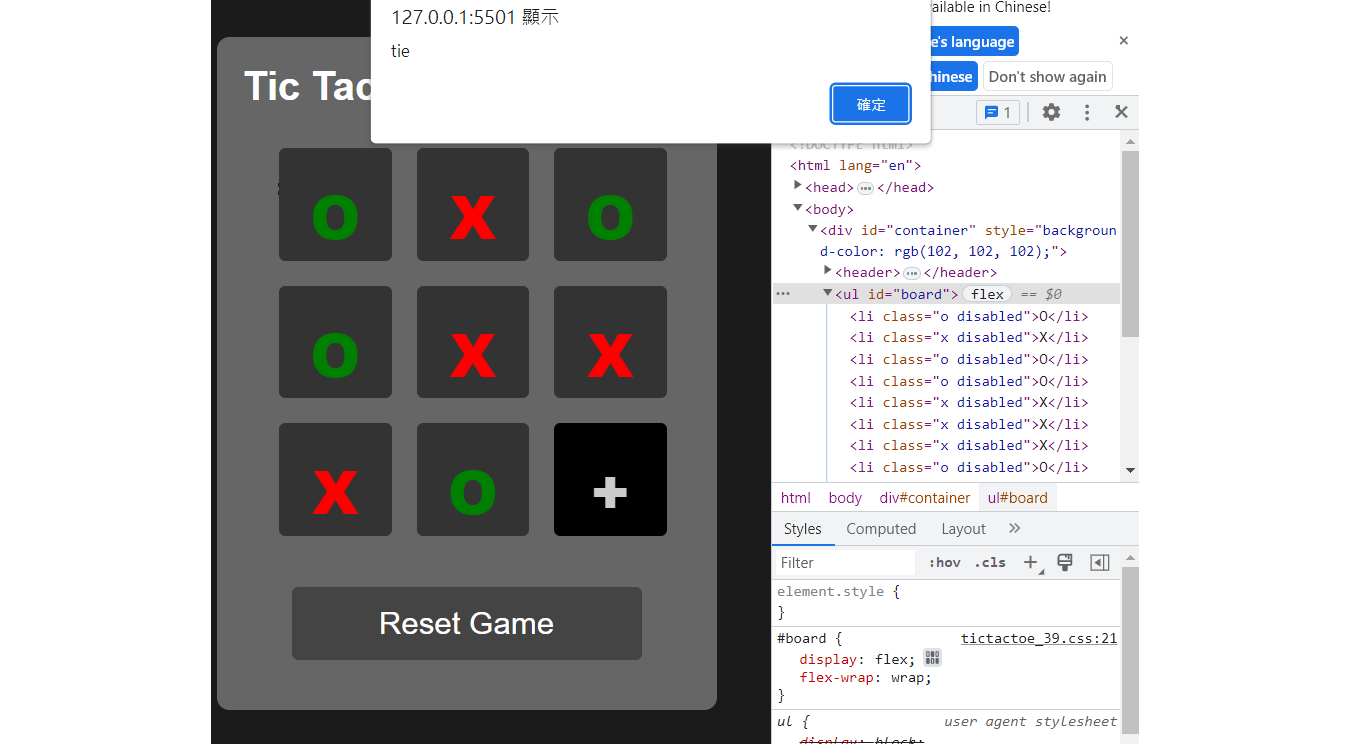 127.0.0.1:5501 顯示
tie
確定
Tic Tac
o x o
o x x
x o +
Reset Game
ailable in Chinese!
e's language
hinese
Don't show again
1
<!DOCTYPE html>
<html lang="en">
<head> ••• </head>
<body>
<div id="container" style="backgroun
d-color: rgb(102, 102, 102);">
<header> ••• </header>
••• <ul id="board"> flex == $0
<li class="o disabled">O</li>
<li class="x disabled">X</li>
<li class="o disabled">O</li>
<li class="o disabled">O</li>
<li class="x disabled">X</li>
<li class="x disabled">X</li>
<li class="x disabled">X</li>
<li class="o disabled">O</li>
html body div#container ul#board
Styles Computed Layout »
Filter :hov .cls +
element.style {
}
#board { tictactoe_39.css:21
display: flex;
flex-wrap: wrap;
}
ul { user agent stylesheet
display: block;